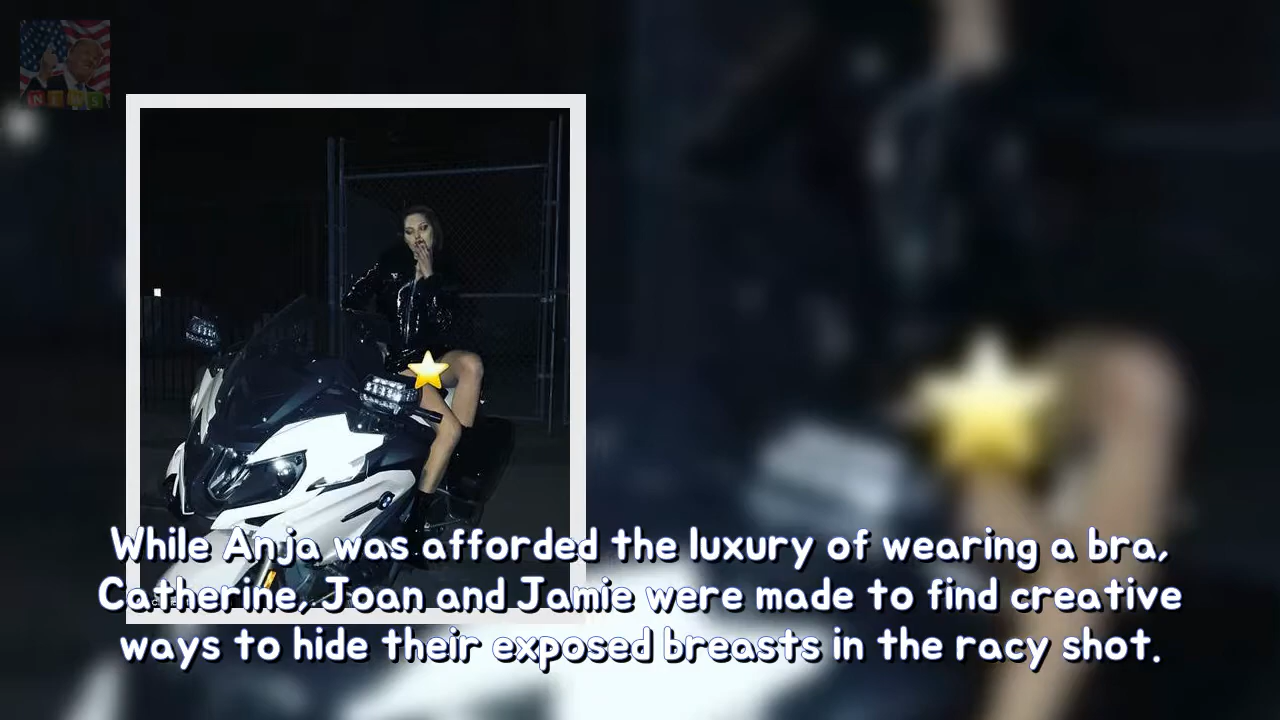 NEWS
While Anja was afforded the luxury of wearing a bra,
Catherine, Joan and Jamie were made to find creative
ways to hide their exposed breasts in the racy shot.